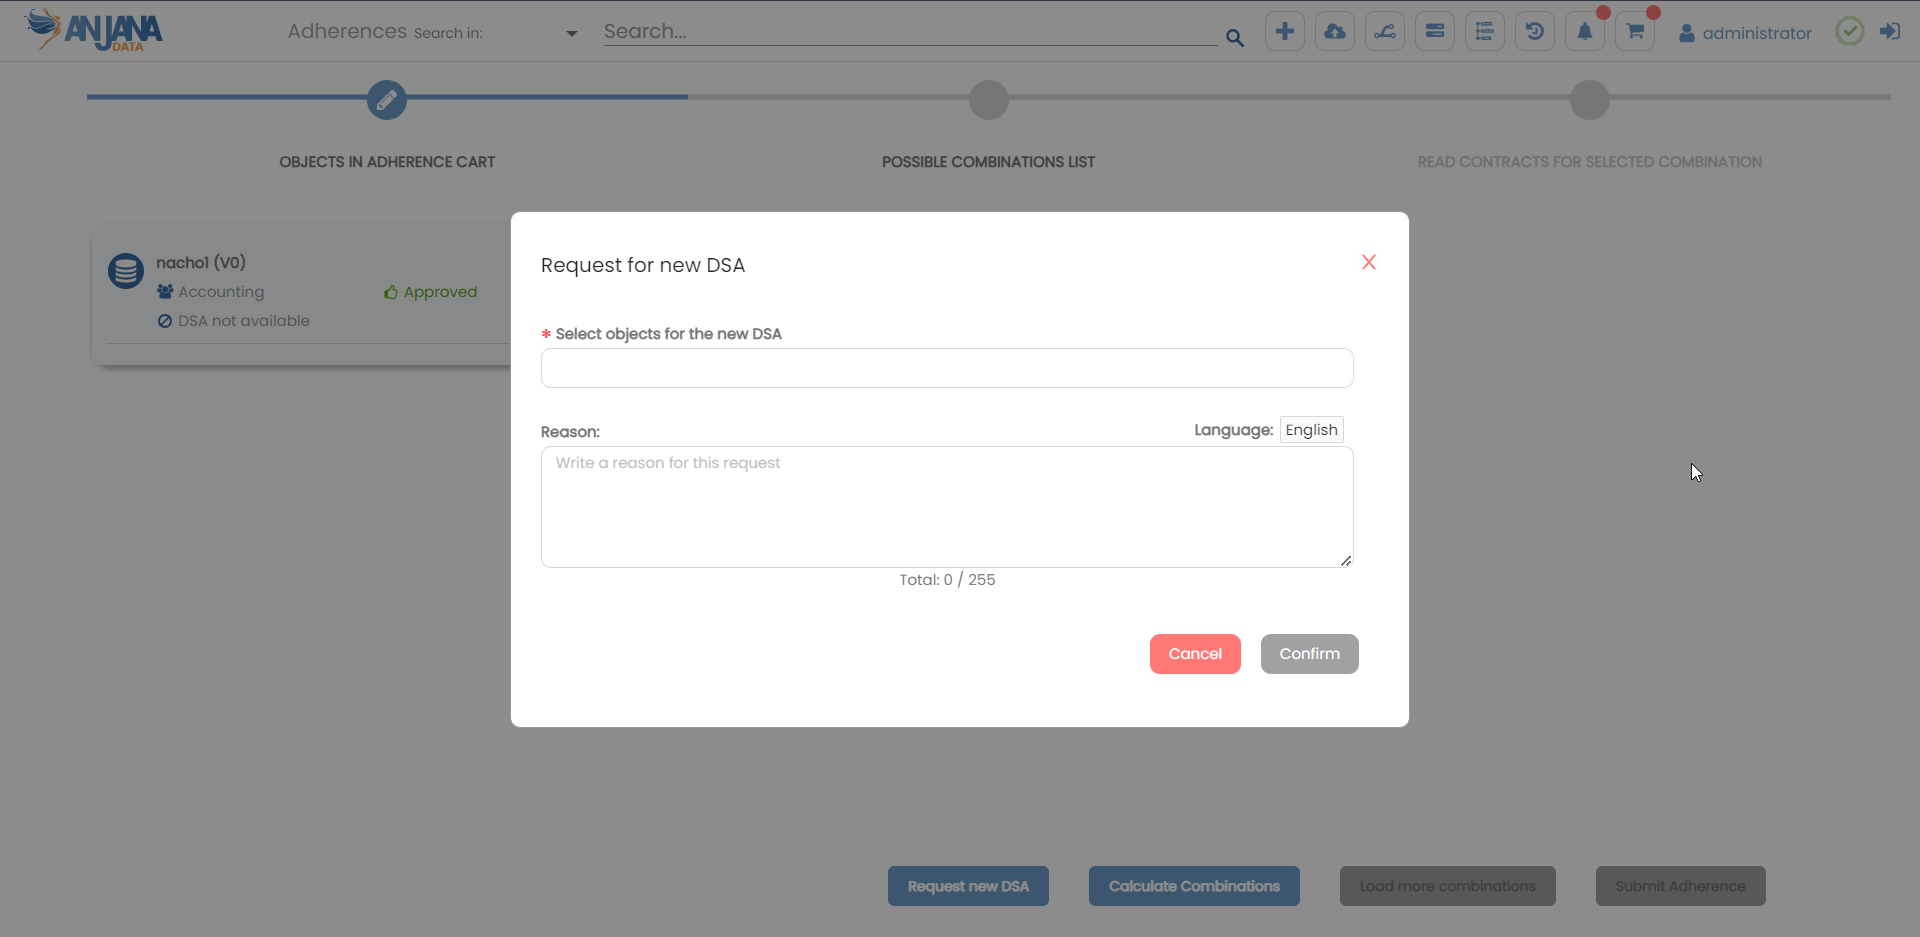 ANJANA
DATA
Adherences Search in:
Search...
administrator
OBJECTS IN ADHERENCE CART
POSSIBLE COMBINATIONS LIST
READ CONTRACTS FOR SELECTED COMBINATION
nacho1 (V0)
Accounting
Approved
DSA not available
Request for new DSA
X
* Select objects for the new DSA
Reason:
Language: English
Write a reason for this request
Total: 0 / 255
Cancel
Confirm
Request new DSA
Calculate Combinations
Load more combinations
Submit Adherence